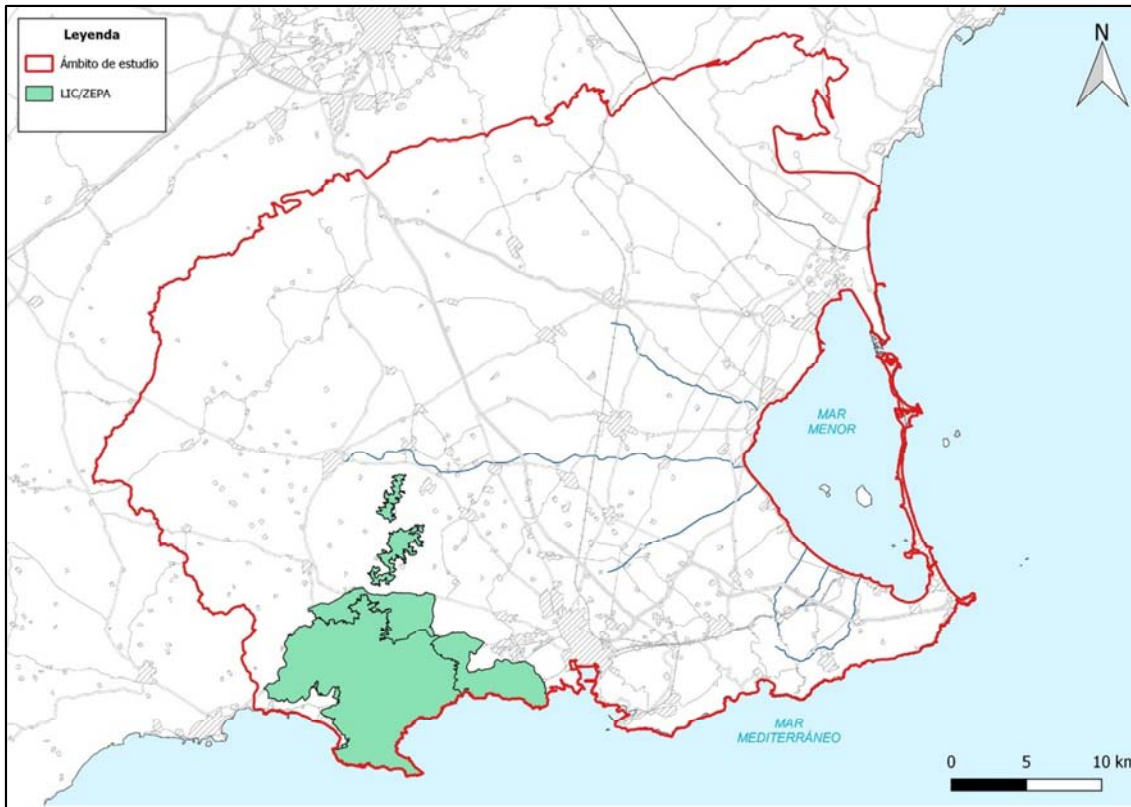 Leyenda
Ámbito de estudio
LIC/ZEPA
N
MAR
MENOR
MAR
MEDITERRÁNEO
0 5 10 km